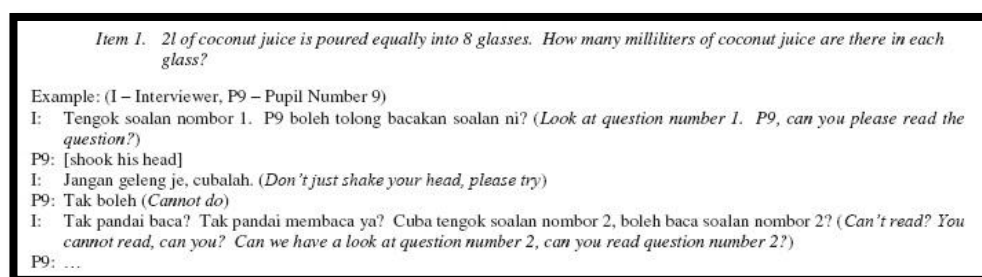 Item 1. 2l of coconut juice is poured equally into 8 glasses. How many milliliters of coconut juice are there in each
glass?
Example: (I – Interviewer, P9 – Pupil Number 9)
I: Tengok soalan nombor 1. P9 boleh tolong bacakan soalan ni? (Look at question number 1. P9, can you please read the
question?)
P9: [shook his head]
I: Jangan geleng je, cubalah. (Don't just shake your head, please try)
P9: Tak boleh (Cannot do)
I: Tak pandai baca? Tak pandai membaca ya? Cuba tengok soalan nombor 2, boleh baca soalan nombor 2? (Can't read? You
cannot read, can you? Can we have a look at question number 2, can you read question number 2?)
P9: …